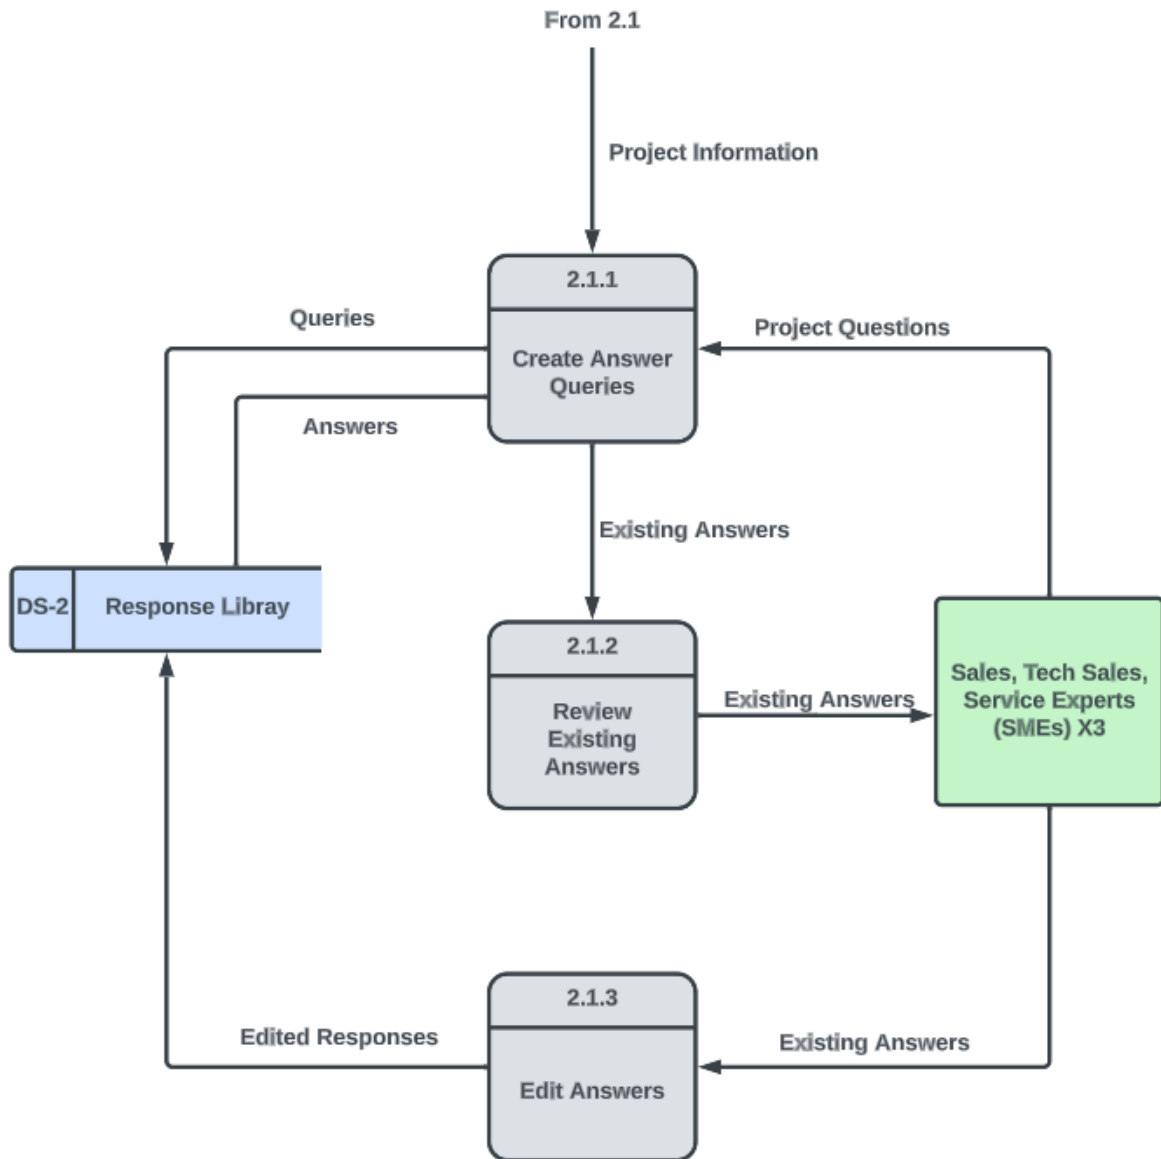 From 2.1
Project Information
2.1.1
Create Answer
Queries
Queries
Answers
Project Questions
Existing Answers
DS-2
Response Libray
2.1.2
Review
Existing
Answers
Existing Answers
Sales, Tech Sales,
Service Experts
(SMEs) X3
2.1.3
Edit Answers
Edited Responses
Existing Answers